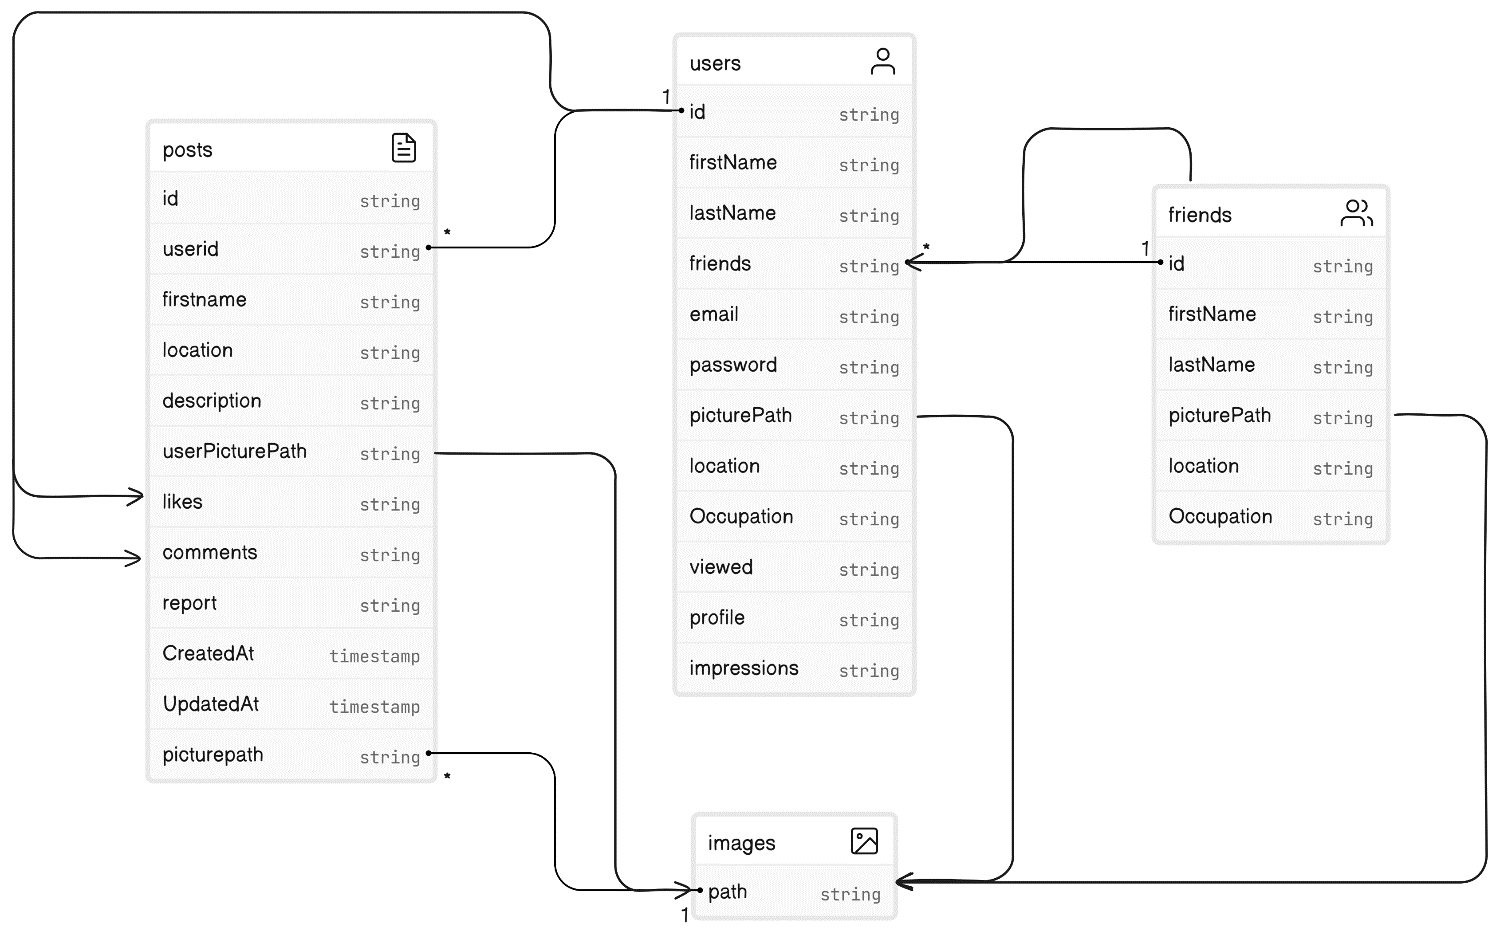 posts
id string
userid string
*
firstname string
location string
description string
userPicturePath string
likes string
comments string
report string
CreatedAt timestamp
UpdatedAt timestamp
picturepath string
*
users
1
id string
firstName string
lastName string
friends string
*
email string
password string
picturePath string
location string
Occupation string
viewed string
profile string
impressions string
friends
1
id string
firstName string
lastName string
picturePath string
location string
Occupation string
images
path string
1